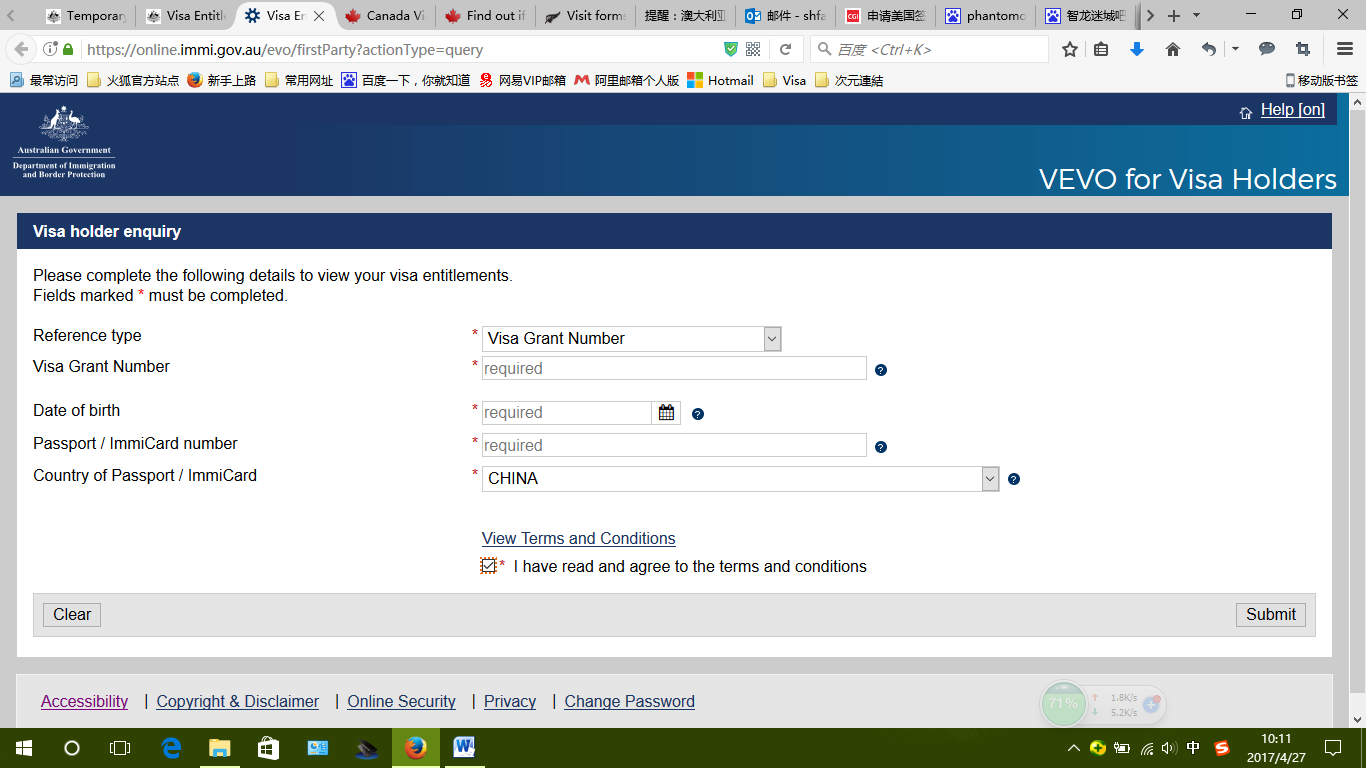 Temporary
Visa Entitl
Visa Er
Canada Vi
Find out if
Visit forms
提醒：澳大利亚
邮件 - shfa
CGI 申请美国签
phantomo
智龙迷城吧
https://online.immi.gov.au/evo/firstParty?actionType=query
百度 <Ctrl+K>
最常访问 火狐官方站点 新手上路 常用网址 百度一下，你就知道 网易VIP邮箱 阿里邮箱个人版 Hotmail Visa 次元連結 移动版书签
Help [on]
Australian Government
Department of Immigration
and Border Protection
VEVO for Visa Holders
Visa holder enquiry
Please complete the following details to view your visa entitlements.
Fields marked * must be completed.
Reference type * Visa Grant Number
Visa Grant Number * required ?
Date of birth * required ?
Passport / ImmiCard number * required ?
Country of Passport / ImmiCard * CHINA ?
View Terms and Conditions
* I have read and agree to the terms and conditions
Clear Submit
Accessibility | Copyright & Disclaimer | Online Security | Privacy | Change Password
71% 1.8K/s
5.2K/s
中 10:11
2017/4/27